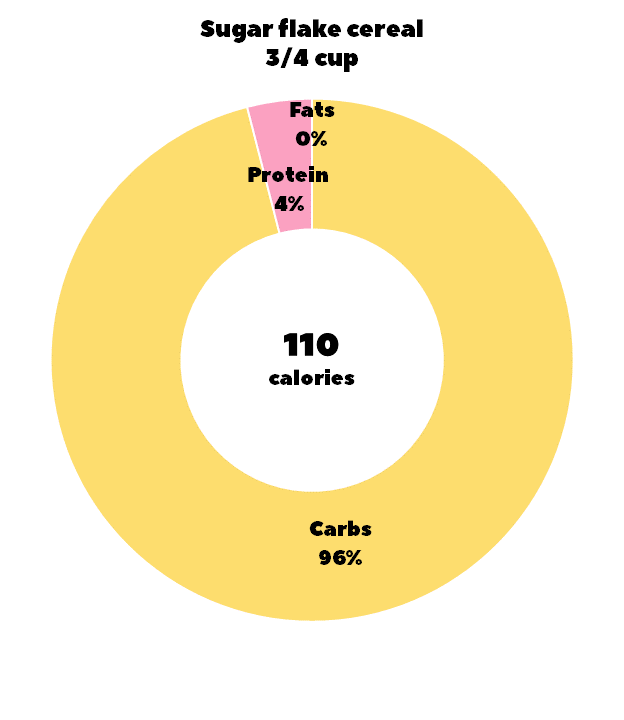 Sugar flake cereal
3/4 cup
Fats
0%
Protein
4%
110
calories
Carbs
96%